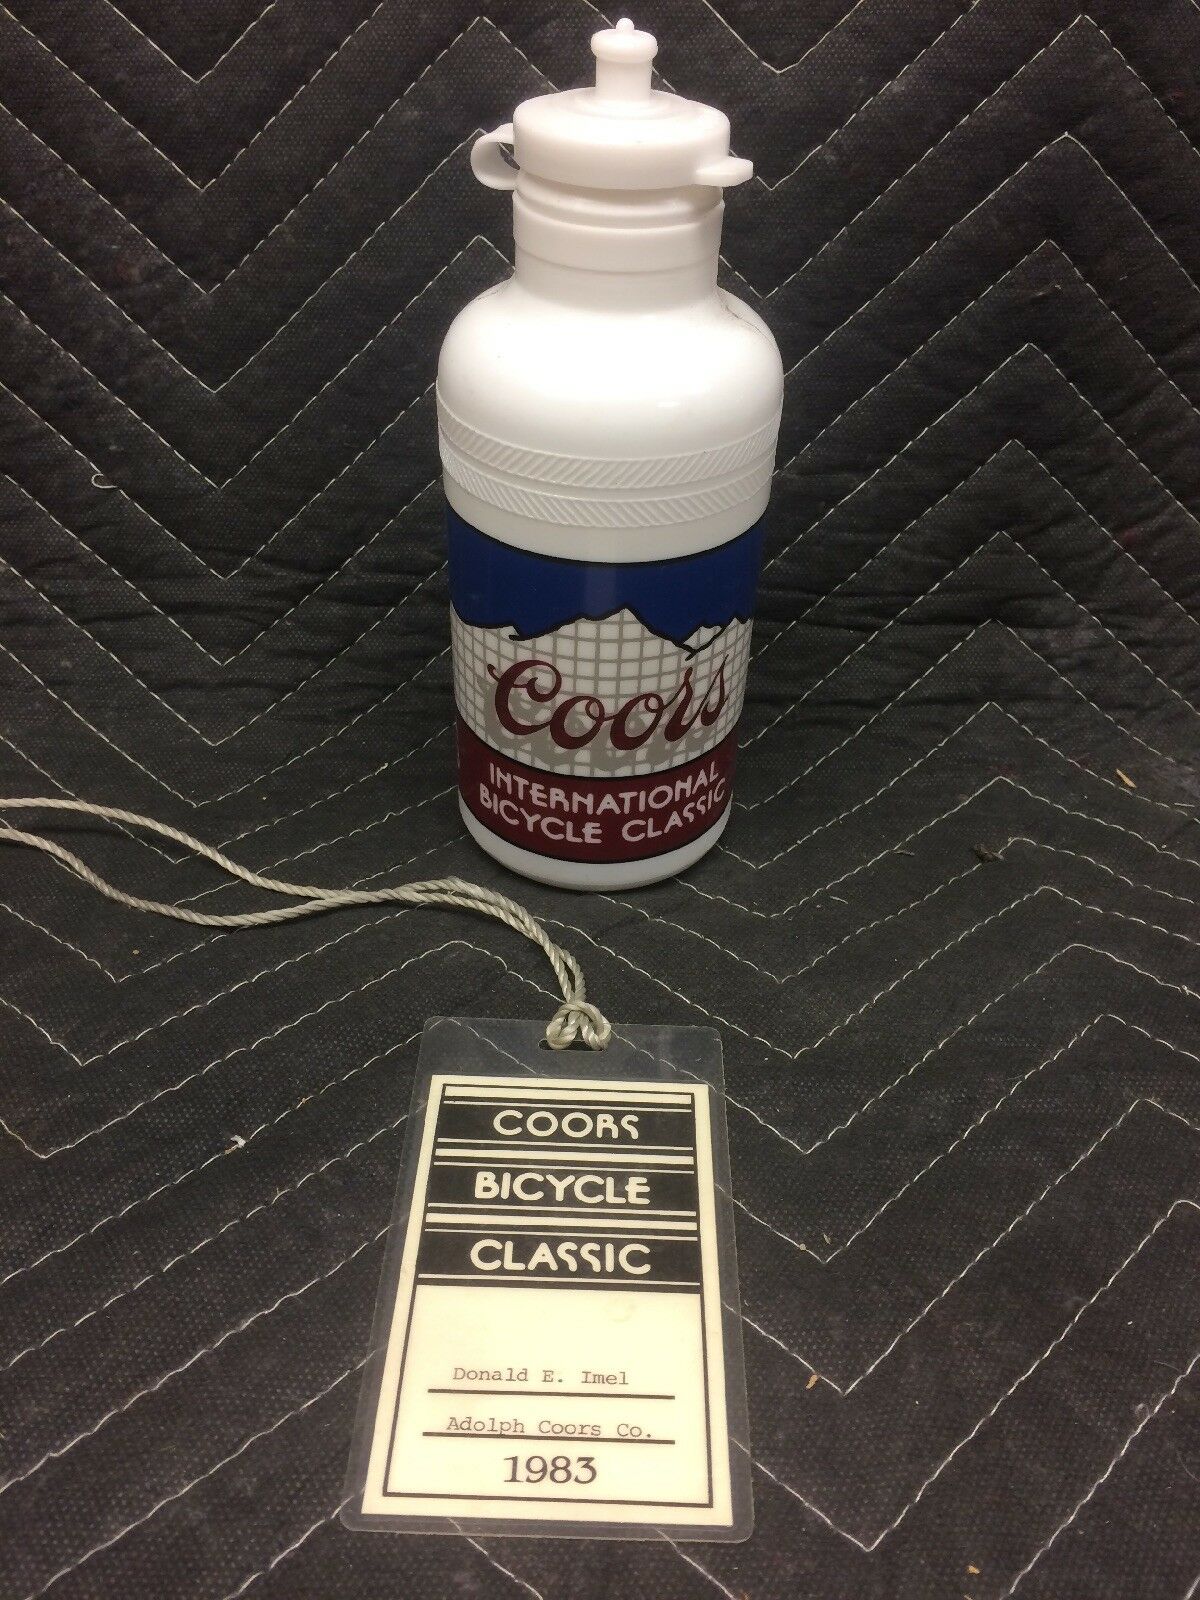 Coors
INTERNATIONAL
BICYCLE CLASSIC
COORS
BICYCLE
CLASSIC
Donald E. Imel
Adolph Coors Co.
1983